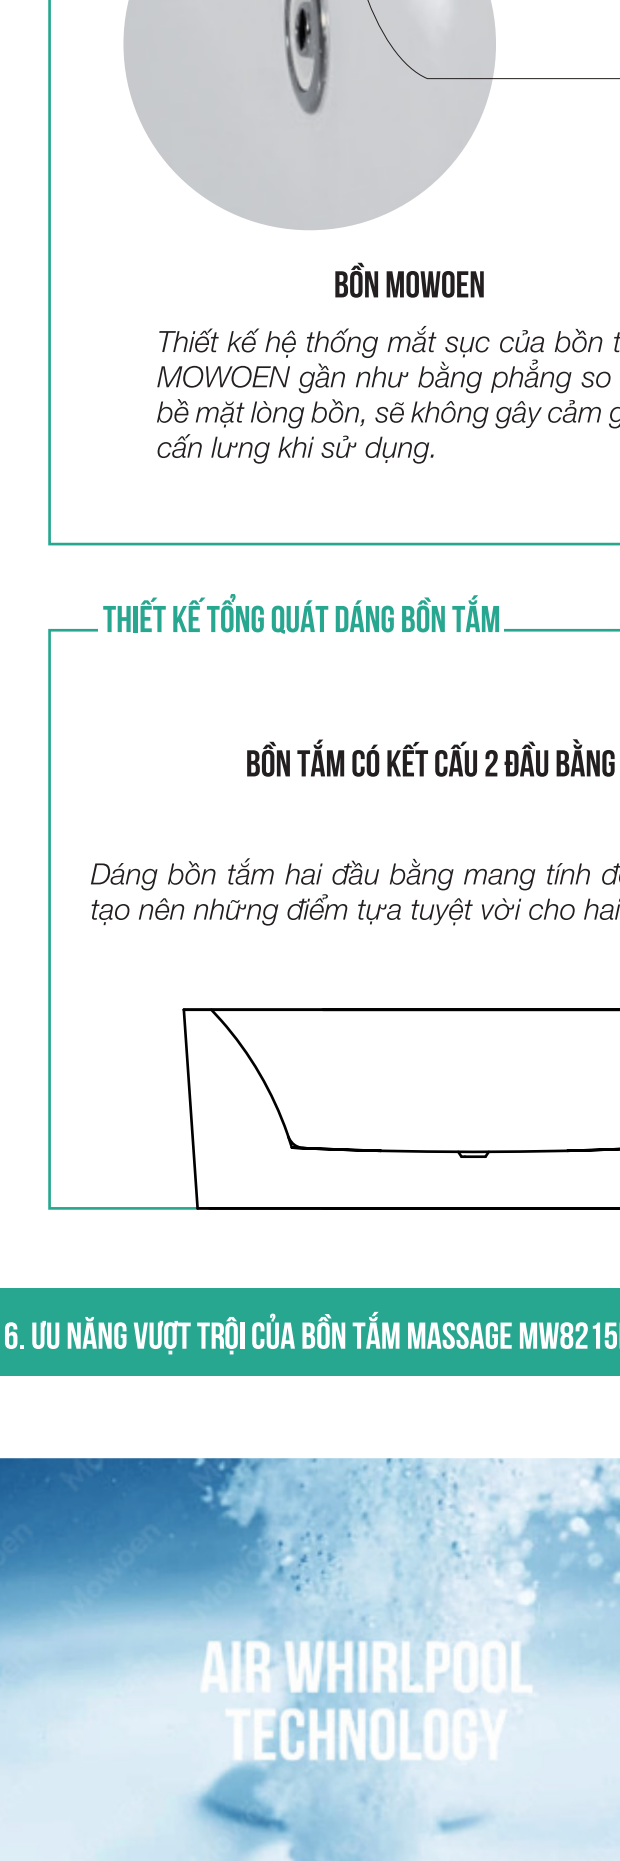 BỒN MOWOEN
Thiết kế hệ thống mắt sục của bồn
MOWOEN gần như bằng phẳng so
bề mặt lòng bồn, sẽ không gây cảm
cấn lưng khi sử dụng.
THIẾT KẾ TỔNG QUÁT DÁNG BỒN TẮM
BỒN TẮM CÓ KẾT CẤU 2 ĐẦU BẰNG
Dáng bồn tắm hai đầu bằng mang tính
tạo nên những điểm tựa tuyệt vời cho hai
6. ƯU NĂNG VƯỢT TRỘI CỦA BỒN TẮM MASSAGE MW8215
AIR WHIRLPOOL
TECHNOLOGY
Mowoen